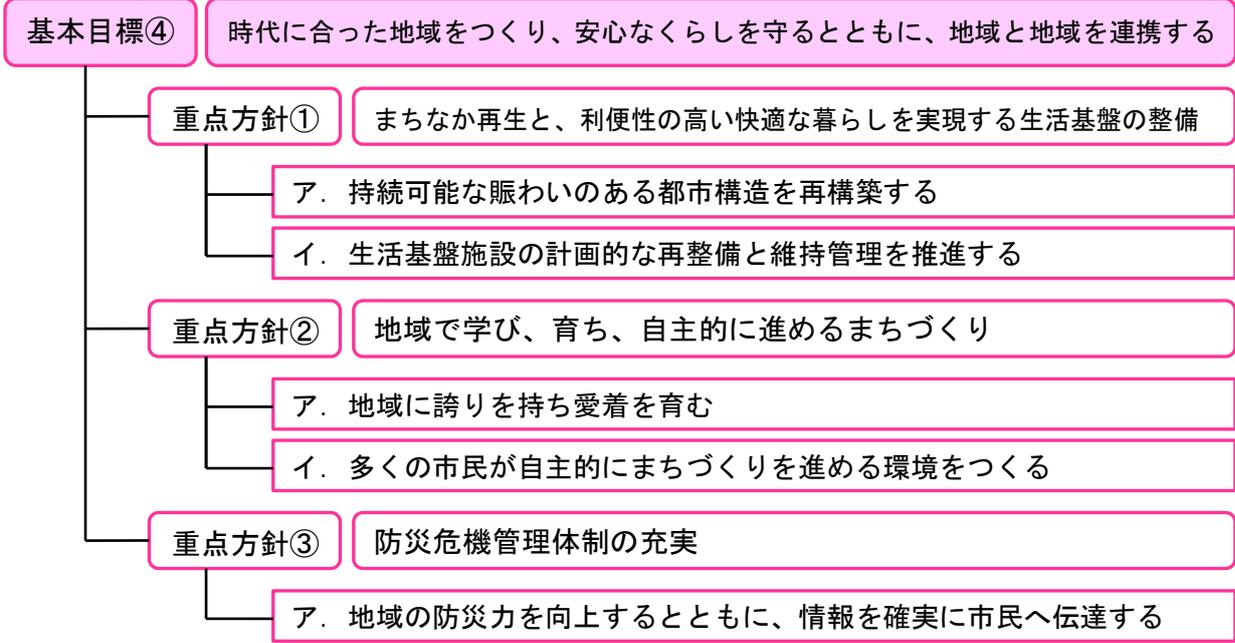 基本目標④ 時代に合った地域をつくり、安心なくらしを守るとともに、地域と地域を連携する
重点方針① まちなか再生と、利便性の高い快適な暮らしを実現する生活基盤の整備
ア．持続可能な賑わいのある都市構造を再構築する
イ．生活基盤施設の計画的な再整備と維持管理を推進する
重点方針② 地域で学び、育ち、自主的に進めるまちづくり
ア．地域に誇りを持ち愛着を育む
イ．多くの市民が自主的にまちづくりを進める環境をつくる
重点方針③ 防災危機管理体制の充実
ア．地域の防災力を向上するとともに、情報を確実に市民へ伝達する